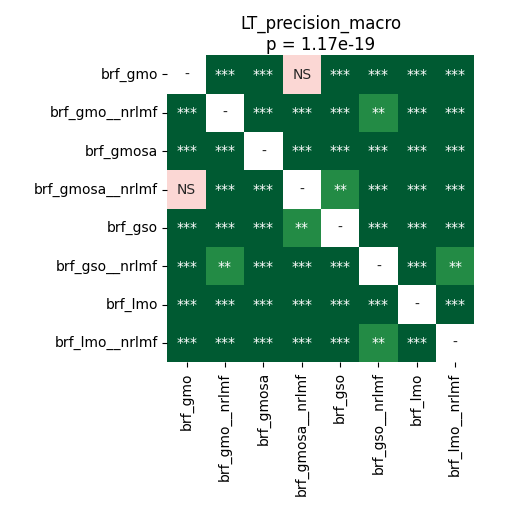 LT_precision_macro
p = 1.17e-19
brf_gmo - *** *** NS *** *** *** ***
brf_gmo__nrlmf *** - *** *** *** ** *** ***
brf_gmosa *** *** - *** *** *** *** ***
brf_gmosa__nrlmf NS *** *** - ** *** *** ***
brf_gso *** *** *** ** - *** *** ***
brf_gso__nrlmf *** ** *** *** *** - *** **
brf_lmo *** *** *** *** *** *** - ***
brf_lmo__nrlmf *** *** *** *** *** ** *** -
brf_gmo
brf_gmo__nrlmf
brf_gmosa
brf_gmosa__nrlmf
brf_gso
brf_gso__nrlmf
brf_lmo
brf_lmo__nrlmf